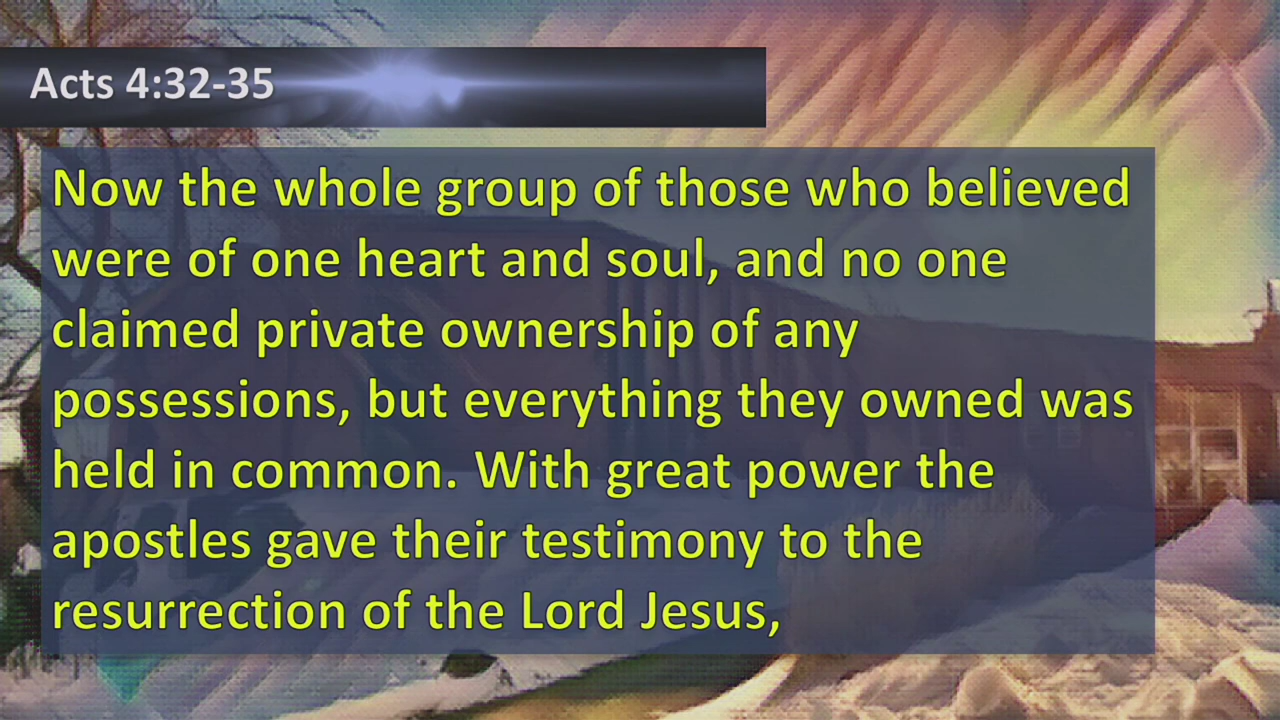 Acts 4:32-35
Now the whole group of those who believed
were of one heart and soul, and no one
claimed private ownership of any
possessions, but everything they owned was
held in common. With great power the
apostles gave their testimony to the
resurrection of the Lord Jesus,